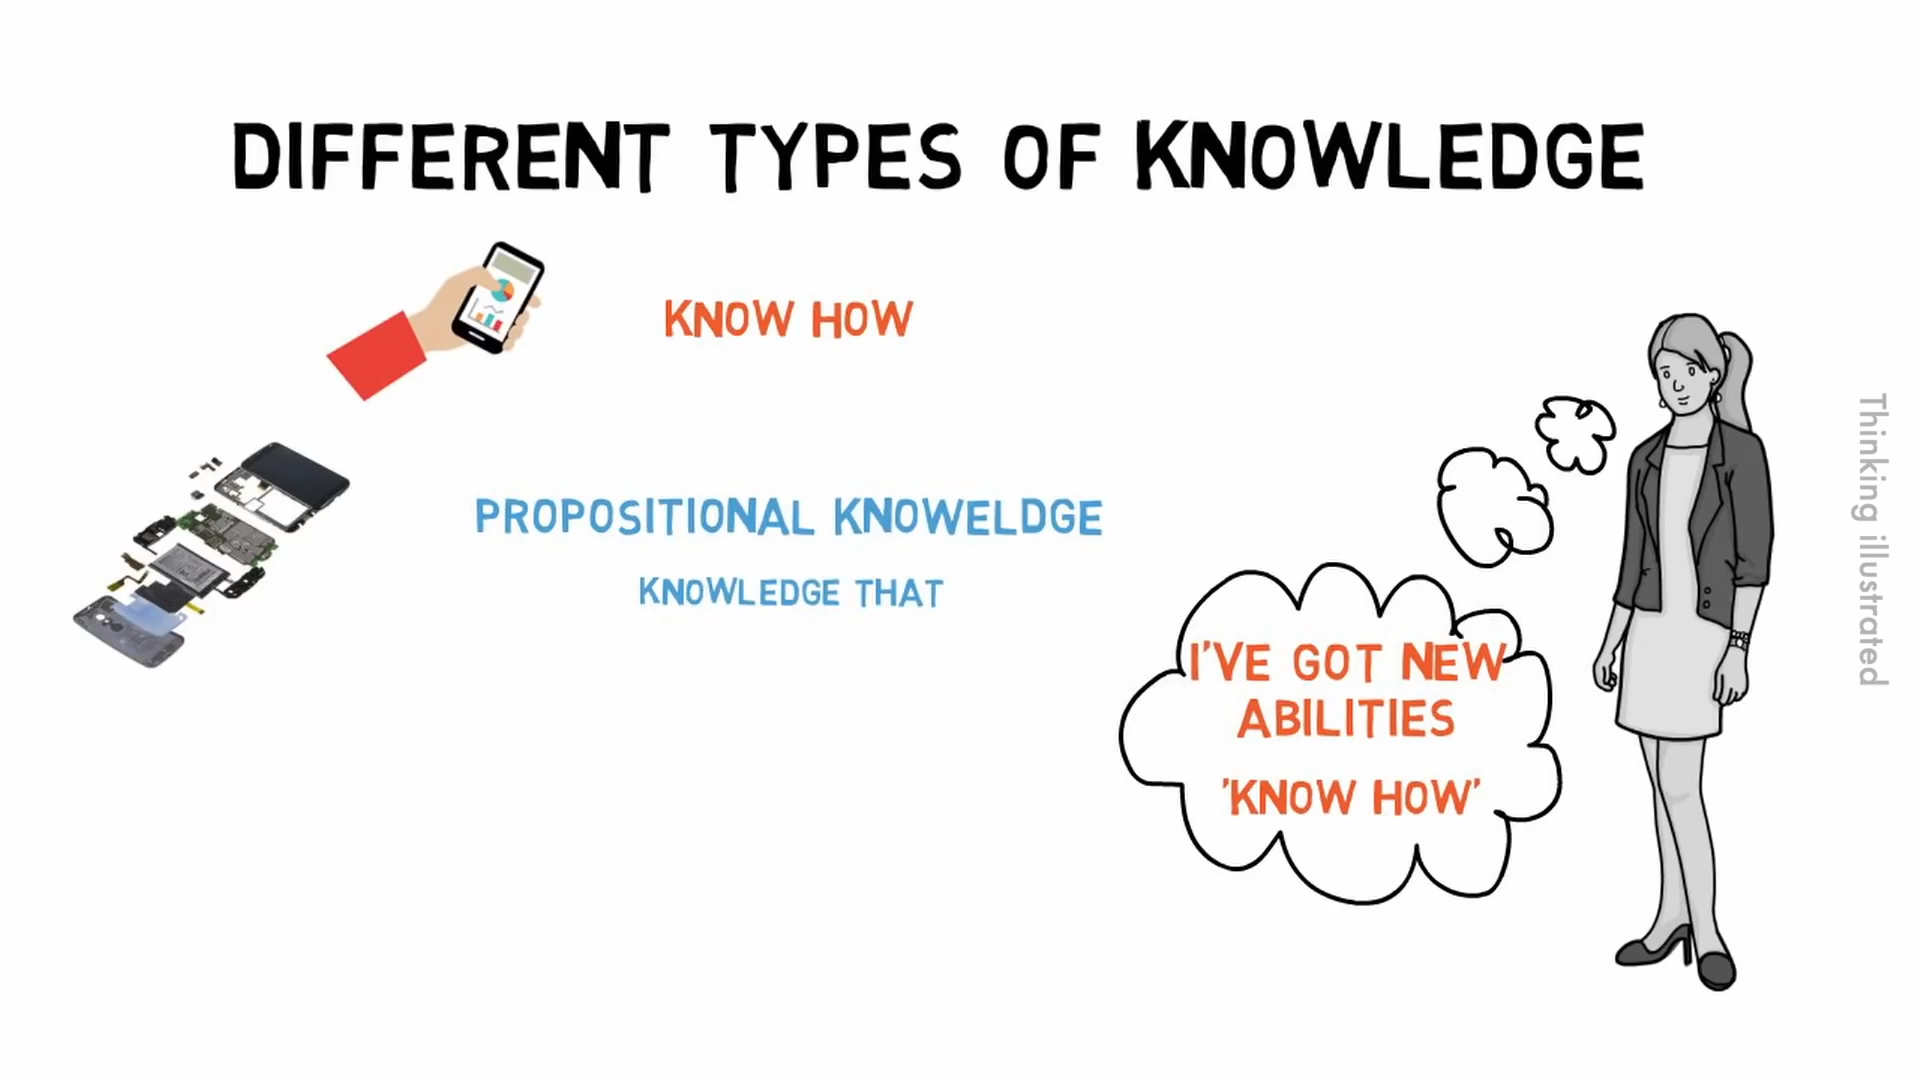 DIFFERENT TYPES OF KNOWLEDGE
KNOW HOW
PROPOSITIONAL KNOWELDGE
KNOWLEDGE THAT
I'VE GOT NEW
ABILITIES
'KNOW HOW'
Thinking illustrated